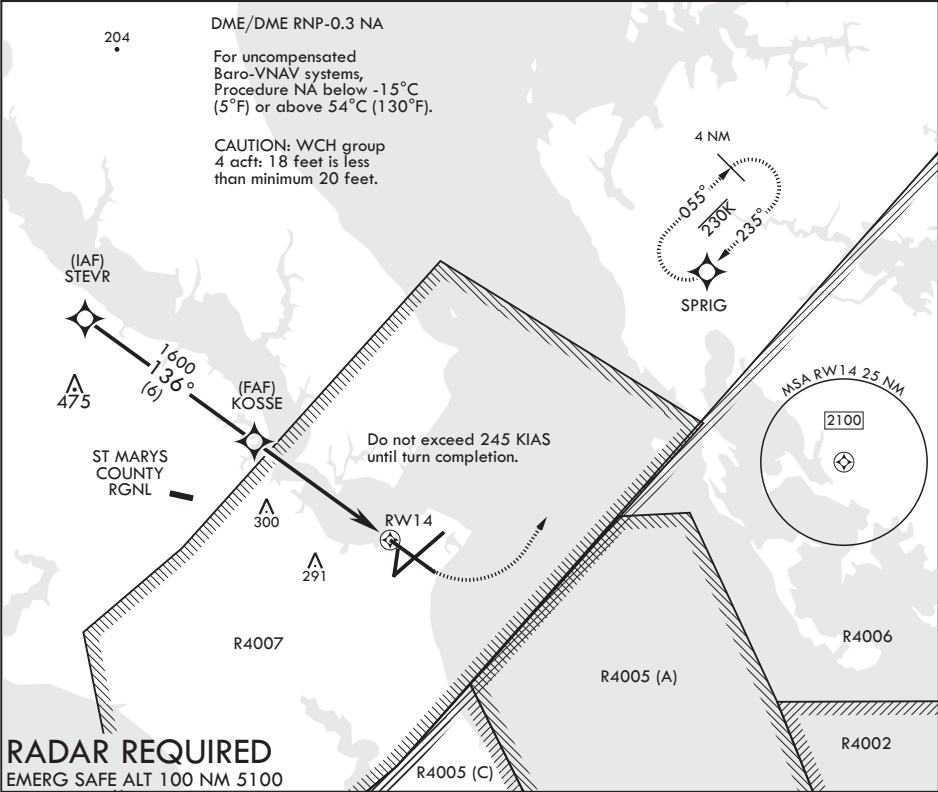 DME/DME RNP-0.3 NA
204
For uncompensated
Baro-VNAV systems,
Procedure NA below -15°C
(5°F) or above 54°C (130°F).
CAUTION: WCH group
4 acft: 18 feet is less
than minimum 20 feet.
4 NM
055°
230K
235°
SPRIG
(IAF)
STEVR
1600
136°
(6)
475
(FAF)
KOSSE
MSA RW14 25 NM
2100
Do not exceed 245 KIAS
until turn completion.
ST MARYS
COUNTY
RGNL
300
RW14
291
R4007
R4006
R4005 (A)
R4002
R4005 (C)
RADAR REQUIRED
EMERG SAFE ALT 100 NM 5100